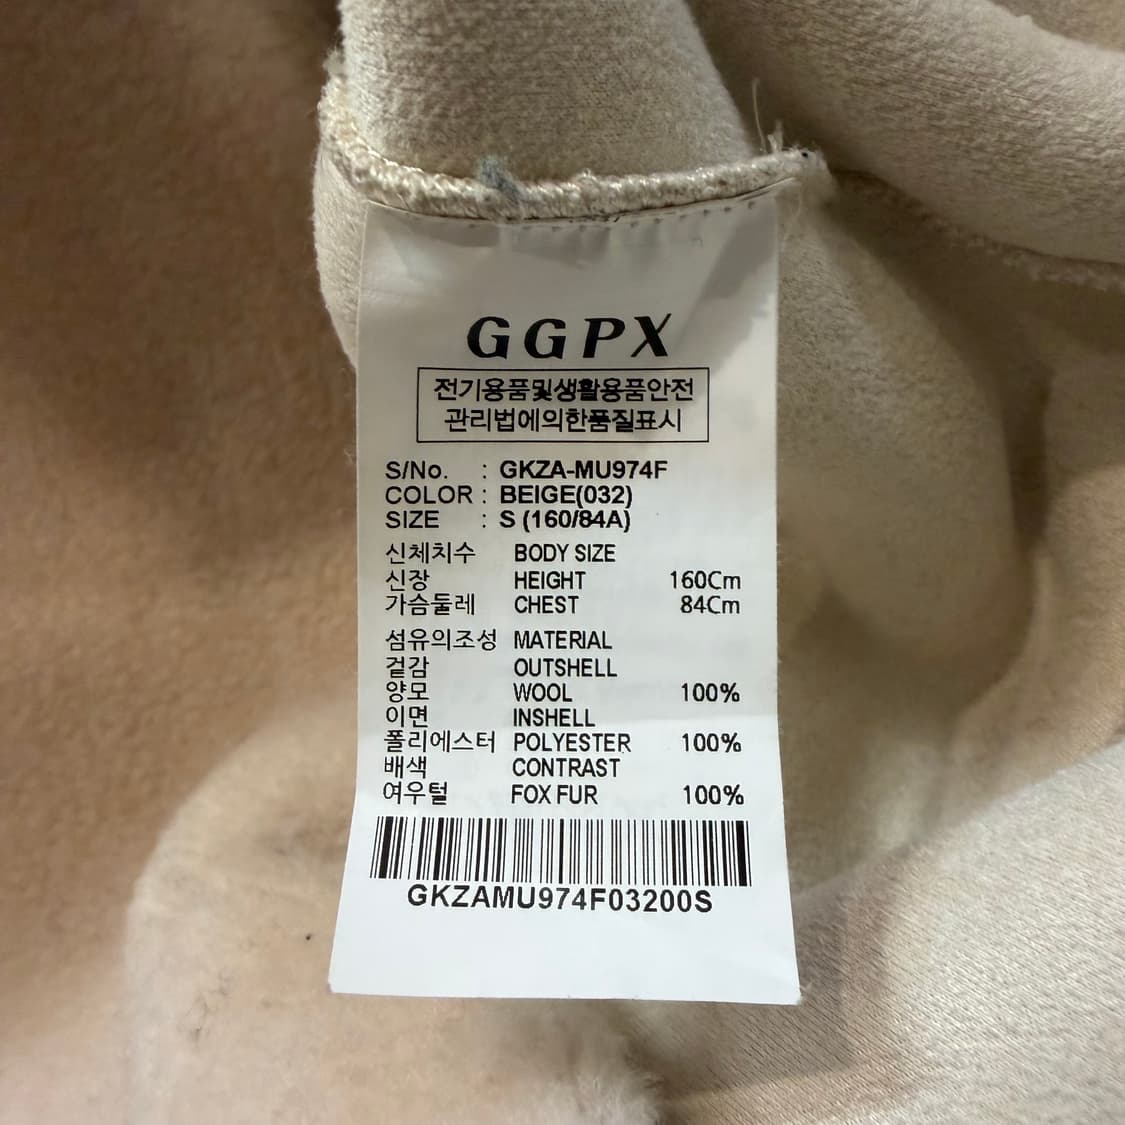 GGPX
전기용품및생활용품안전
관리법에의한품질표시
S/No. : GKZA-MU974F
COLOR : BEIGE(032)
SIZE : S (160/84A)
신체치수 BODY SIZE
신장 HEIGHT 160Cm
가슴둘레 CHEST 84Cm
섬유의조성 MATERIAL
겉감 OUTSHELL
양모 WOOL 100%
이면 INSHELL
폴리에스터 POLYESTER 100%
배색 CONTRAST
여우털 FOX FUR 100%
GKZAMU974F03200S